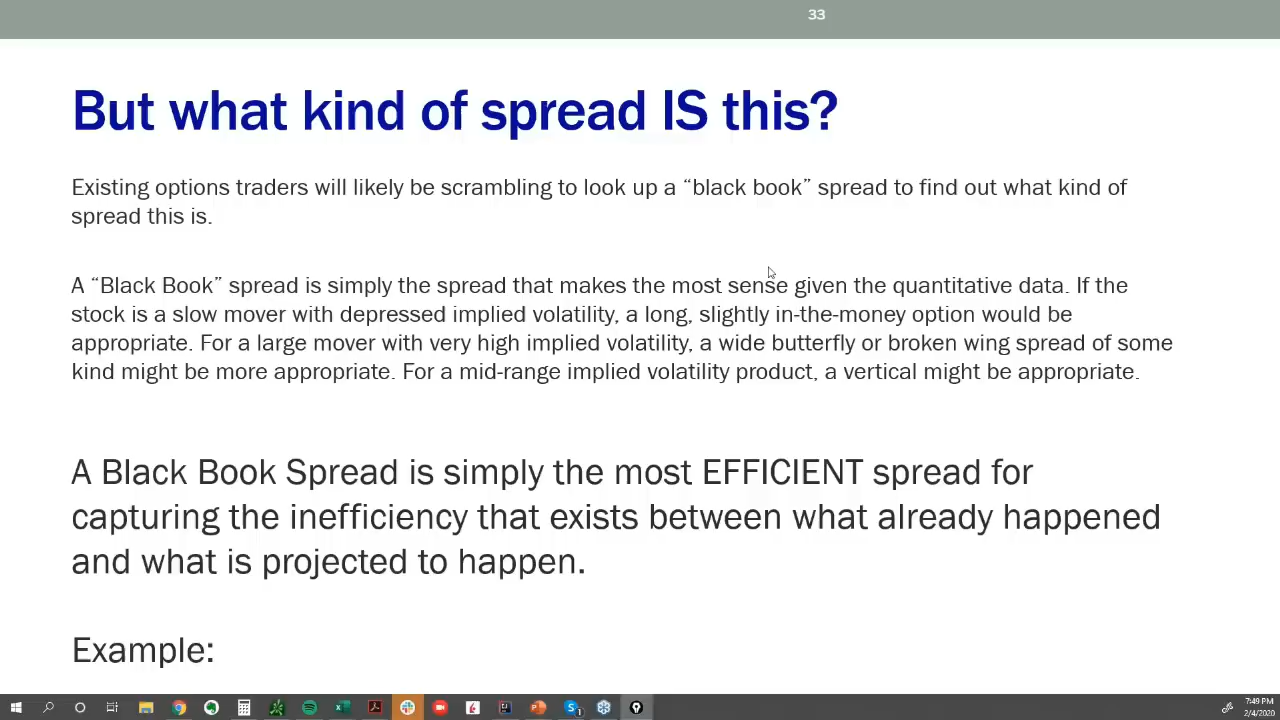 33
But what kind of spread IS this?
Existing options traders will likely be scrambling to look up a “black book” spread to find out what kind of
spread this is.
A “Black Book” spread is simply the spread that makes the most sense given the quantitative data. If the
stock is a slow mover with depressed implied volatility, a long, slightly in-the-money option would be
appropriate. For a large mover with very high implied volatility, a wide butterfly or broken wing spread of some
kind might be more appropriate. For a mid-range implied volatility product, a vertical might be appropriate.
A Black Book Spread is simply the most EFFICIENT spread for
capturing the inefficiency that exists between what already happened
and what is projected to happen.
Example:
7:49 PM
2/4/2020